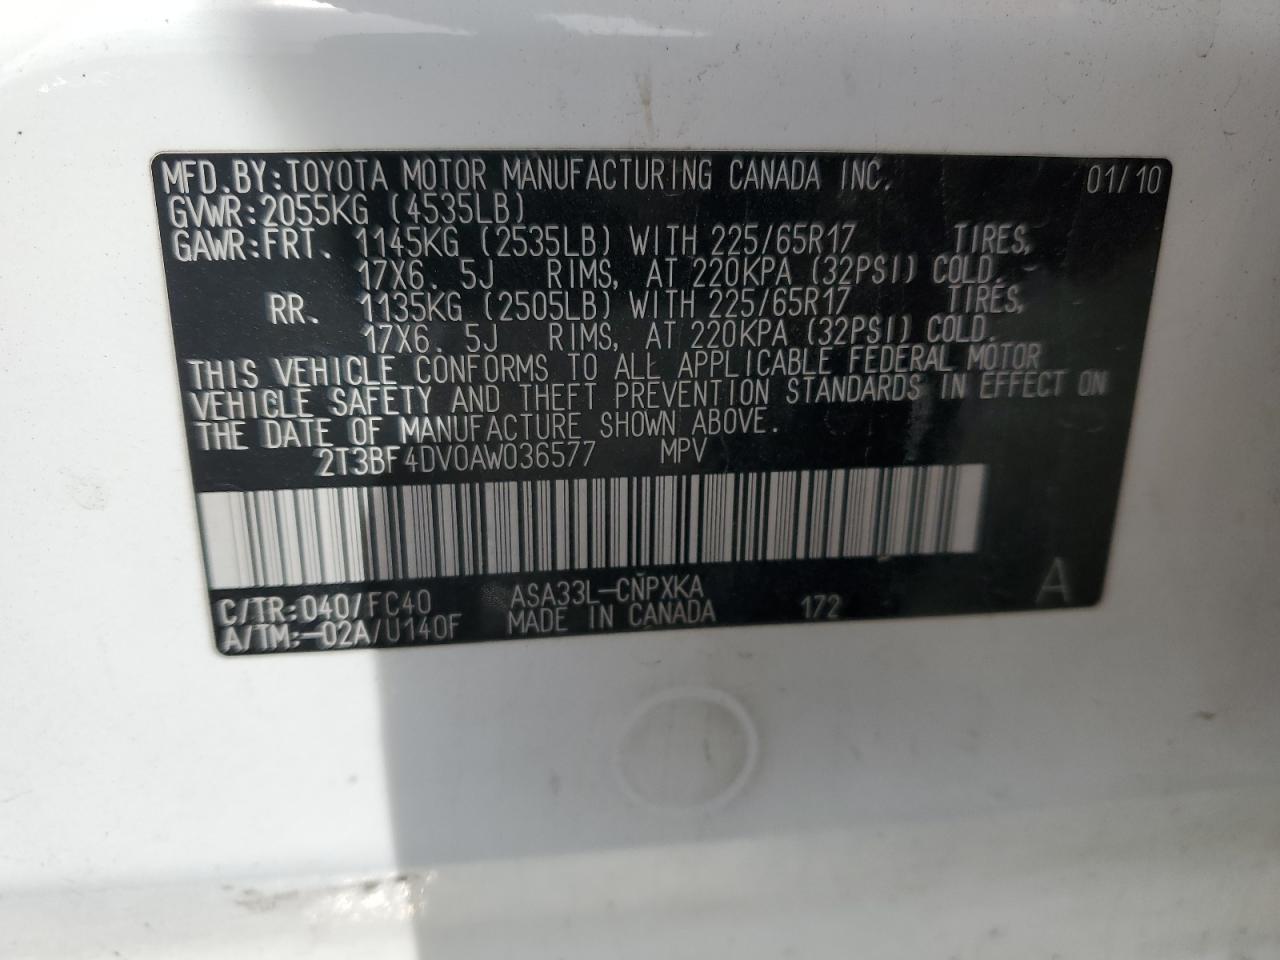 MFD.BY:TOYOTA MOTOR MANUFACTURING CANADA INC. 01/10
GVWR:2055KG (4535LB)
GAWR:FRT. 1145KG (2535LB) WITH 225/65R17 TIRES,
17X6.5J RIMS, AT 220KPA (32PSI) COLD.
RR. 1135KG (2505LB) WITH 225/65R17 TIRES,
17X6.5J RIMS, AT 220KPA (32PSI) COLD.
THIS VEHICLE CONFORMS TO ALL APPLICABLE FEDERAL MOTOR
VEHICLE SAFETY AND THEFT PREVENTION STANDARDS IN EFFECT ON
THE DATE OF MANUFACTURE SHOWN ABOVE.
2T3BF4DV0AW036577 MPV
C/TR:040/FC40 ASA33L-CNPXKA 172 A
A/TM:-02A/U140F MADE IN CANADA